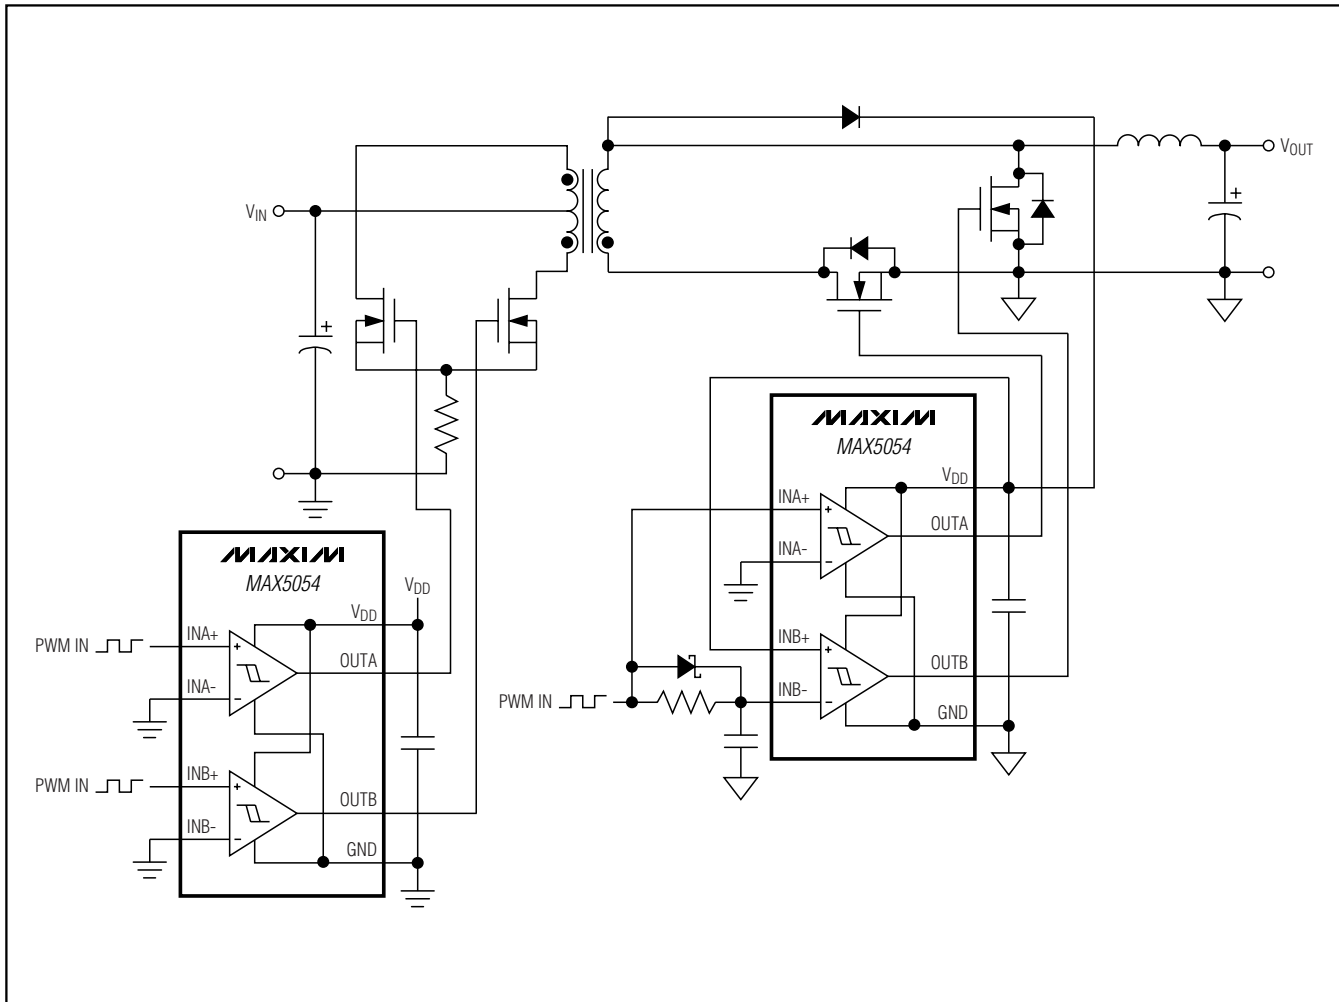 VOUT
VIN
+
+
MAXIM
MAX5054
VDD
INA+
+
OUTA
INA-
-
INB+
+
OUTB
INB-
-
GND
PWM IN
MAXIM
MAX5054
VDD
VDD
PWM IN
INA+
+
OUTA
INA-
-
PWM IN
INB+
+
OUTB
INB-
-
GND